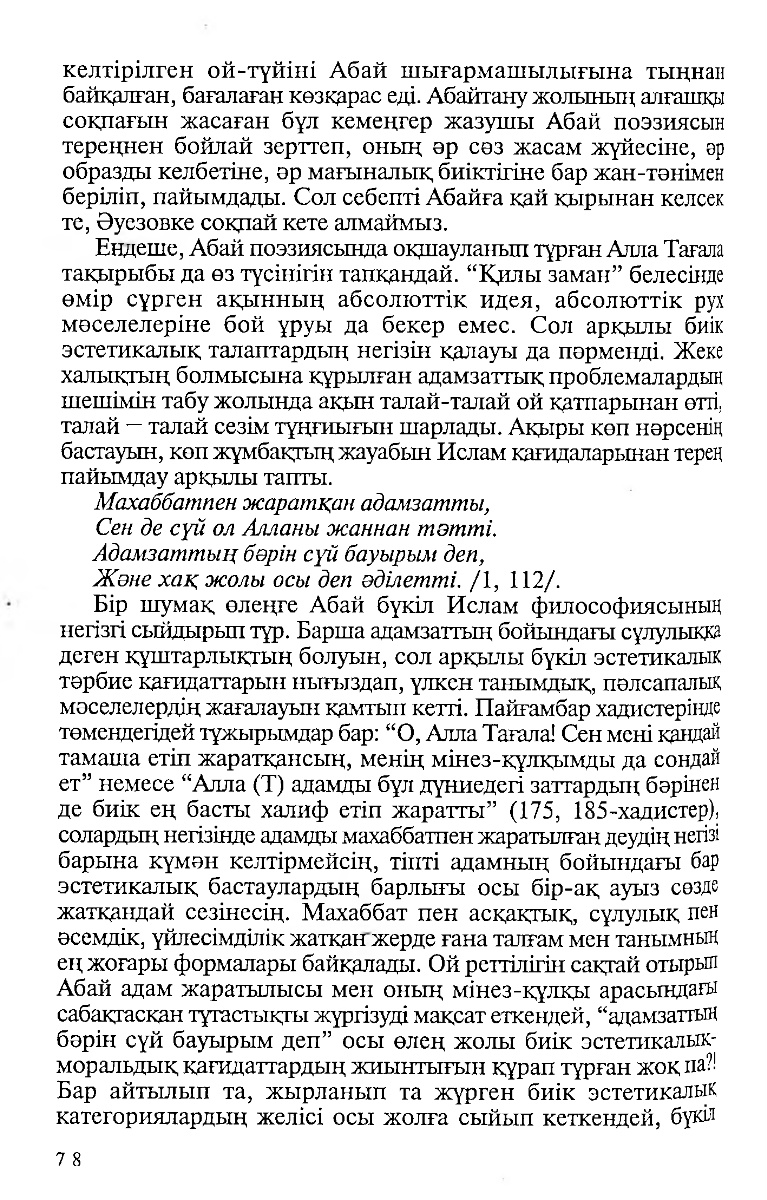 келтірілген ой-түйіні Абай шығармашылығына тыңнан
байқалған, бағалаған көзқарас еді. Абайтану жолының алғашқы
соқпағын жасаған бұл кемеңгер жазушы Абай поэзиясын
тереңнен бойлай зерттеп, оның әр сөз жасам жүйесіне, әр
образды келбетіне, әр мағыналық биіктігіне бар жан-тәнімен
беріліп, пайымдады. Сол себепті Абайға қай қырынан келсек
те, Әуезовке соқпай кете алмаймыз.
Ендеше, Абай поэзиясында оқшауланып тұрған Алла Тағала
тақырыбы да өз түсінігін тапқандай. “Қилы заман” белесінде
өмір сүрген ақынның абсолюттік идея, абсолюттік рух
мәселелеріне бой ұруы да бекер емес. Сол арқылы биік
эстетикалық талаптардың негізін қалауы да пәрменді. Жеке
халықтың болмысына құрылған адамзаттық проблемалардың
шешімін табу жолында ақын талай-талай ой қатпарынан өтті,
талай – талай сезім тұңғиығын шарлады. Ақыры көп нәрсенің
бастауын, көп жұмбақтың жауабын Ислам қағидаларынан терең
пайымдау арқылы тапты.
Махаббатпен жаратқан адамзатты,
Сен де сүй ол Алланы жаннан тәтті.
Адамзаттың бәрін сүй бауырым деп,
Және хақ жолы осы деп әділетті. /1, 112/.
Бір шумақ өлеңге Абай бүкіл Ислам философиясының
негізгі сыйдырып тұр. Барша адамзаттың бойындағы сұлулыққа
деген құштарлықтың болуын, сол арқылы бүкіл эстетикалық
тәрбие қағидаттарын нығыздап, үлкен танымдық, пәлсапалық
мәселелердің жағалауын қамтып кетті. Пайғамбар хадистерінде
төмендегідей тұжырымдар бар: “О, Алла Тағала! Сен мені қандай
тамаша етіп жаратқансың, менің мінез-құлқымды да сондай
ет” немесе “Алла (Т) адамды бұл дүниедегі заттардың бәрінен
де биік ең басты халиф етіп жаратты” (175, 185-хадистер),
солардың негізінде адамды махаббатпен жаратылған деудің негізі
барына күмән келтірмейсің, тіпті адамның бойындағы бар
эстетикалық бастаулардың барлығы осы бір-ақ ауыз сөзде
жатқандай сезінесің. Махаббат пен асқақтық, сұлулық пен
әсемдік, үйлесімділік жатқан жерде ғана талғам мен танымның
ең жоғары формалары байқалады. Ой реттілігін сақтай отырып
Абай адам жаратылысы мен оның мінез-құлқы арасындағы
сабақтасқан тұтастықты жүргізуді мақсат еткендей, “адамзаттың
бәрін сүй бауырым деп” осы өлең жолы биік эстетикалық-
моральдық қағидаттардың жиынтығын құрап тұрған жоқ па?!
Бар айтылып та, жырланып та жүрген биік эстетикалық
категориялардың желісі осы жолға сыйып кеткендей, бүкіл
78